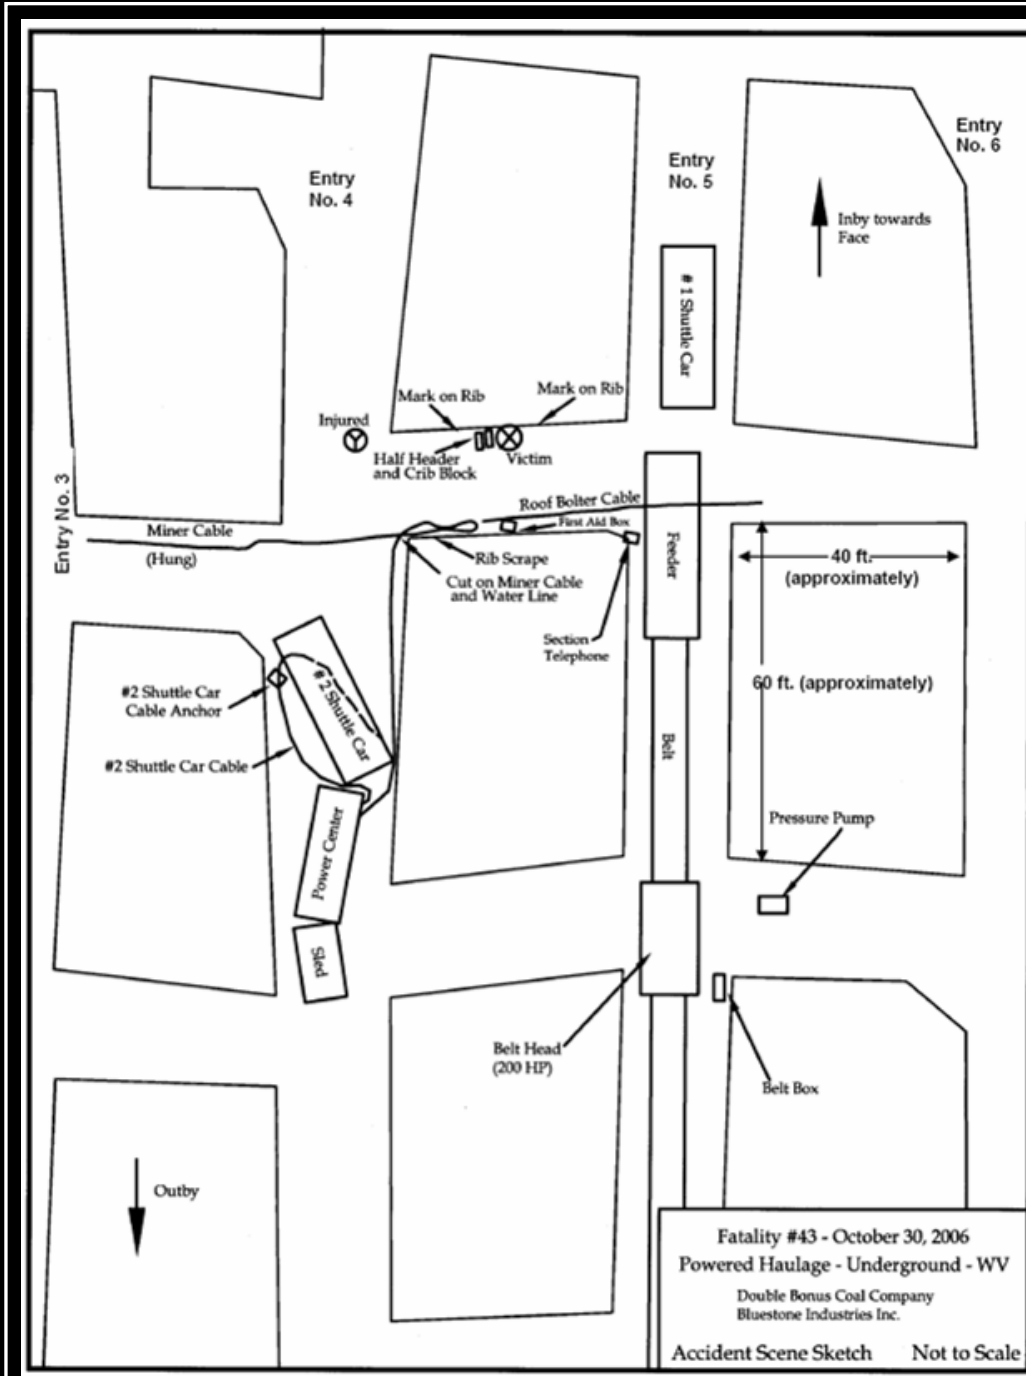 Entry
No. 6
Entry
No. 5
Entry
No. 4
Inby towards
Face
# 1 Shuttle Car
Mark on Rib
Mark on Rib
Injured
Half Header
and Crib Block
Victim
Entry No. 3
Roof Bolter Cable
First Aid Box
Miner Cable
(Hung)
Rib Scrape
Cut on Miner Cable
and Water Line
Feeder
40 ft.
(approximately)
Section
Telephone
60 ft. (approximately)
#2 Shuttle Car
Cable Anchor
# 2 Shuttle Car
#2 Shuttle Car Cable
Belt
Power Center
Pressure Pump
Sled
Belt Head
(200 HP)
Belt Box
Outby
Fatality #43 - October 30, 2006
Powered Haulage - Underground - WV
Double Bonus Coal Company
Bluestone Industries Inc.
Accident Scene Sketch Not to Scale